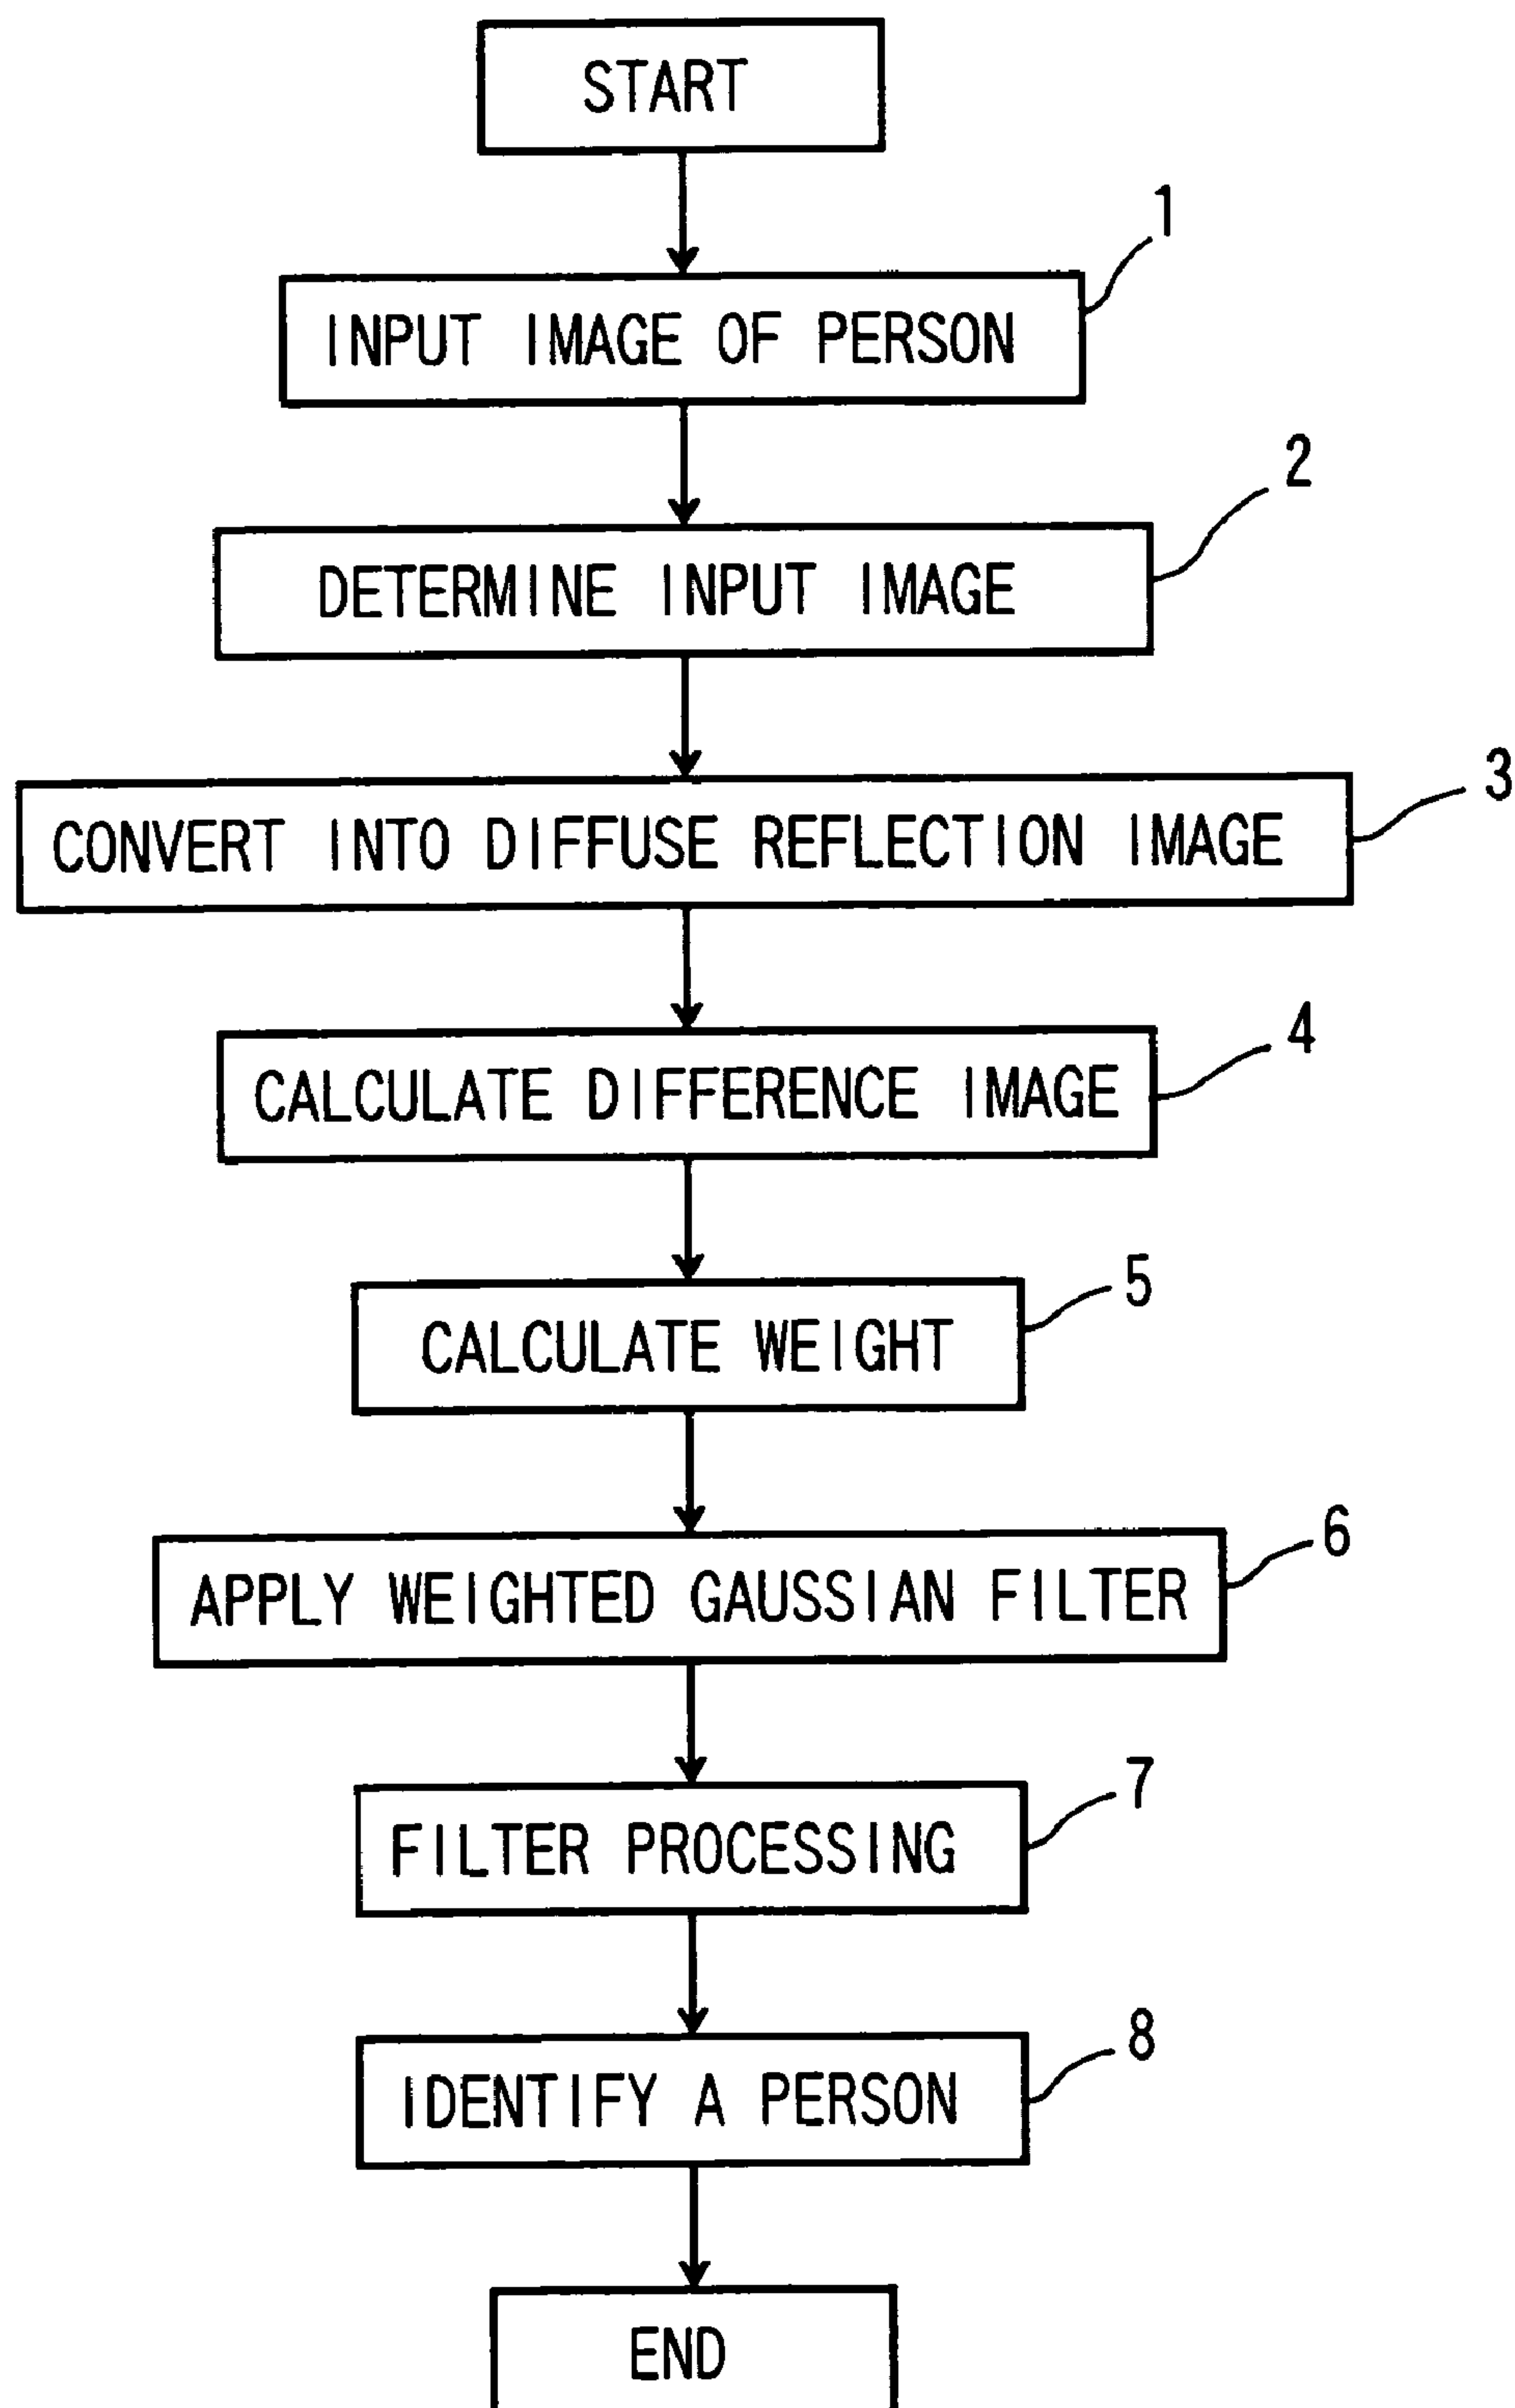 START
1
INPUT IMAGE OF PERSON
2
DETERMINE INPUT IMAGE
3
CONVERT INTO DIFFUSE REFLECTION IMAGE
4
CALCULATE DIFFERENCE IMAGE
5
CALCULATE WEIGHT
6
APPLY WEIGHTED GAUSSIAN FILTER
7
FILTER PROCESSING
8
IDENTIFY A PERSON
END